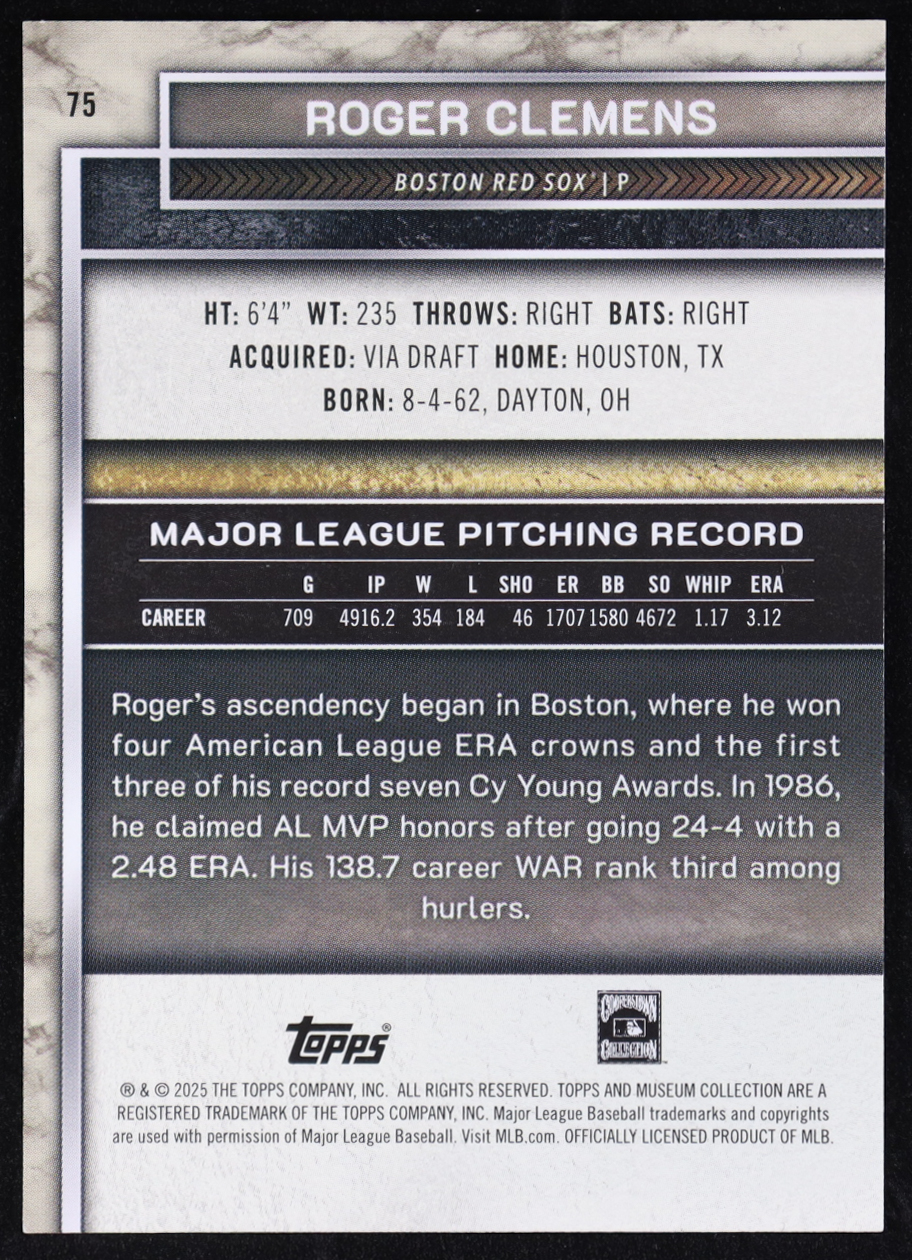 75
ROGER CLEMENS
BOSTON RED SOX® | P
HT: 6'4" WT: 235 THROWS: RIGHT BATS: RIGHT
ACQUIRED: VIA DRAFT HOME: HOUSTON, TX
BORN: 8-4-62, DAYTON, OH
MAJOR LEAGUE PITCHING RECORD
G IP W L SHO ER BB SO WHIP ERA
CAREER 709 4916.2 354 184 46 1707 1580 4672 1.17 3.12
Roger's ascendency began in Boston, where he won
four American League ERA crowns and the first
three of his record seven Cy Young Awards. In 1986,
he claimed AL MVP honors after going 24-4 with a
2.48 ERA. His 138.7 career WAR rank third among
hurlers.
topps®
COOPERSTOWN
COLLECTION™
® & © 2025 THE TOPPS COMPANY, INC. ALL RIGHTS RESERVED. TOPPS AND MUSEUM COLLECTION ARE A
REGISTERED TRADEMARK OF THE TOPPS COMPANY, INC. Major League Baseball trademarks and copyrights
are used with permission of Major League Baseball. Visit MLB.com. OFFICIALLY LICENSED PRODUCT OF MLB.